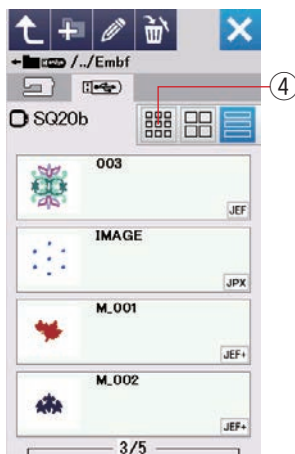 /../Embf
④
SQ20b
003
JEF
IMAGE
JPX
M_001
JEF+
M_002
JEF+
3/5